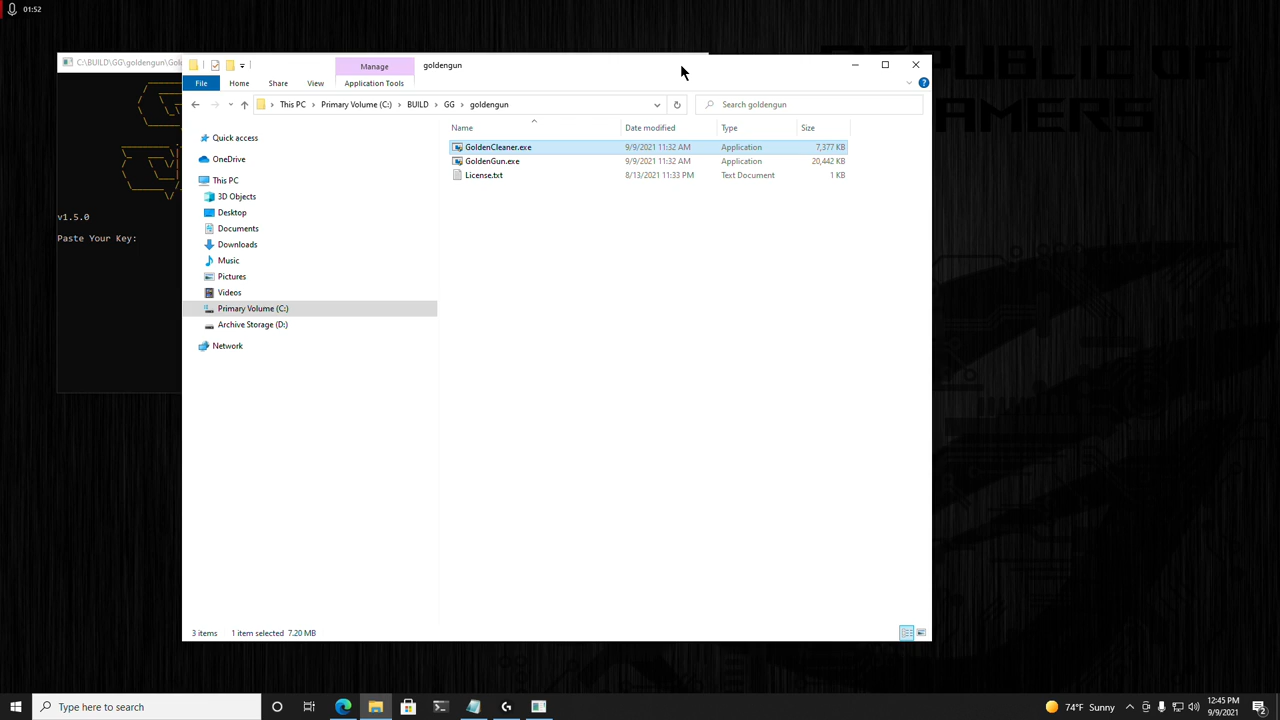 01:52
C:\BUILD\GG\goldengun\Gol
v1.5.0
Paste Your Key:
Manage
goldengun
File
Home
Share
View
Application Tools
This PC
Primary Volume (C:)
BUILD
GG
goldengun
Search goldengun
Name
Date modified
Type
Size
GoldenCleaner.exe
9/9/2021 11:32 AM
Application
7,377 KB
GoldenGun.exe
9/9/2021 11:32 AM
Application
20,442 KB
License.txt
8/13/2021 11:33 PM
Text Document
1 KB
Quick access
OneDrive
This PC
3D Objects
Desktop
Documents
Downloads
Music
Pictures
Videos
Primary Volume (C:)
Archive Storage (D:)
Network
3 items
1 item selected 7.20 MB
REPUBLIC OF
GAMERS
Type here to search
74°F Sunny
12:45 PM
9/9/2021
2